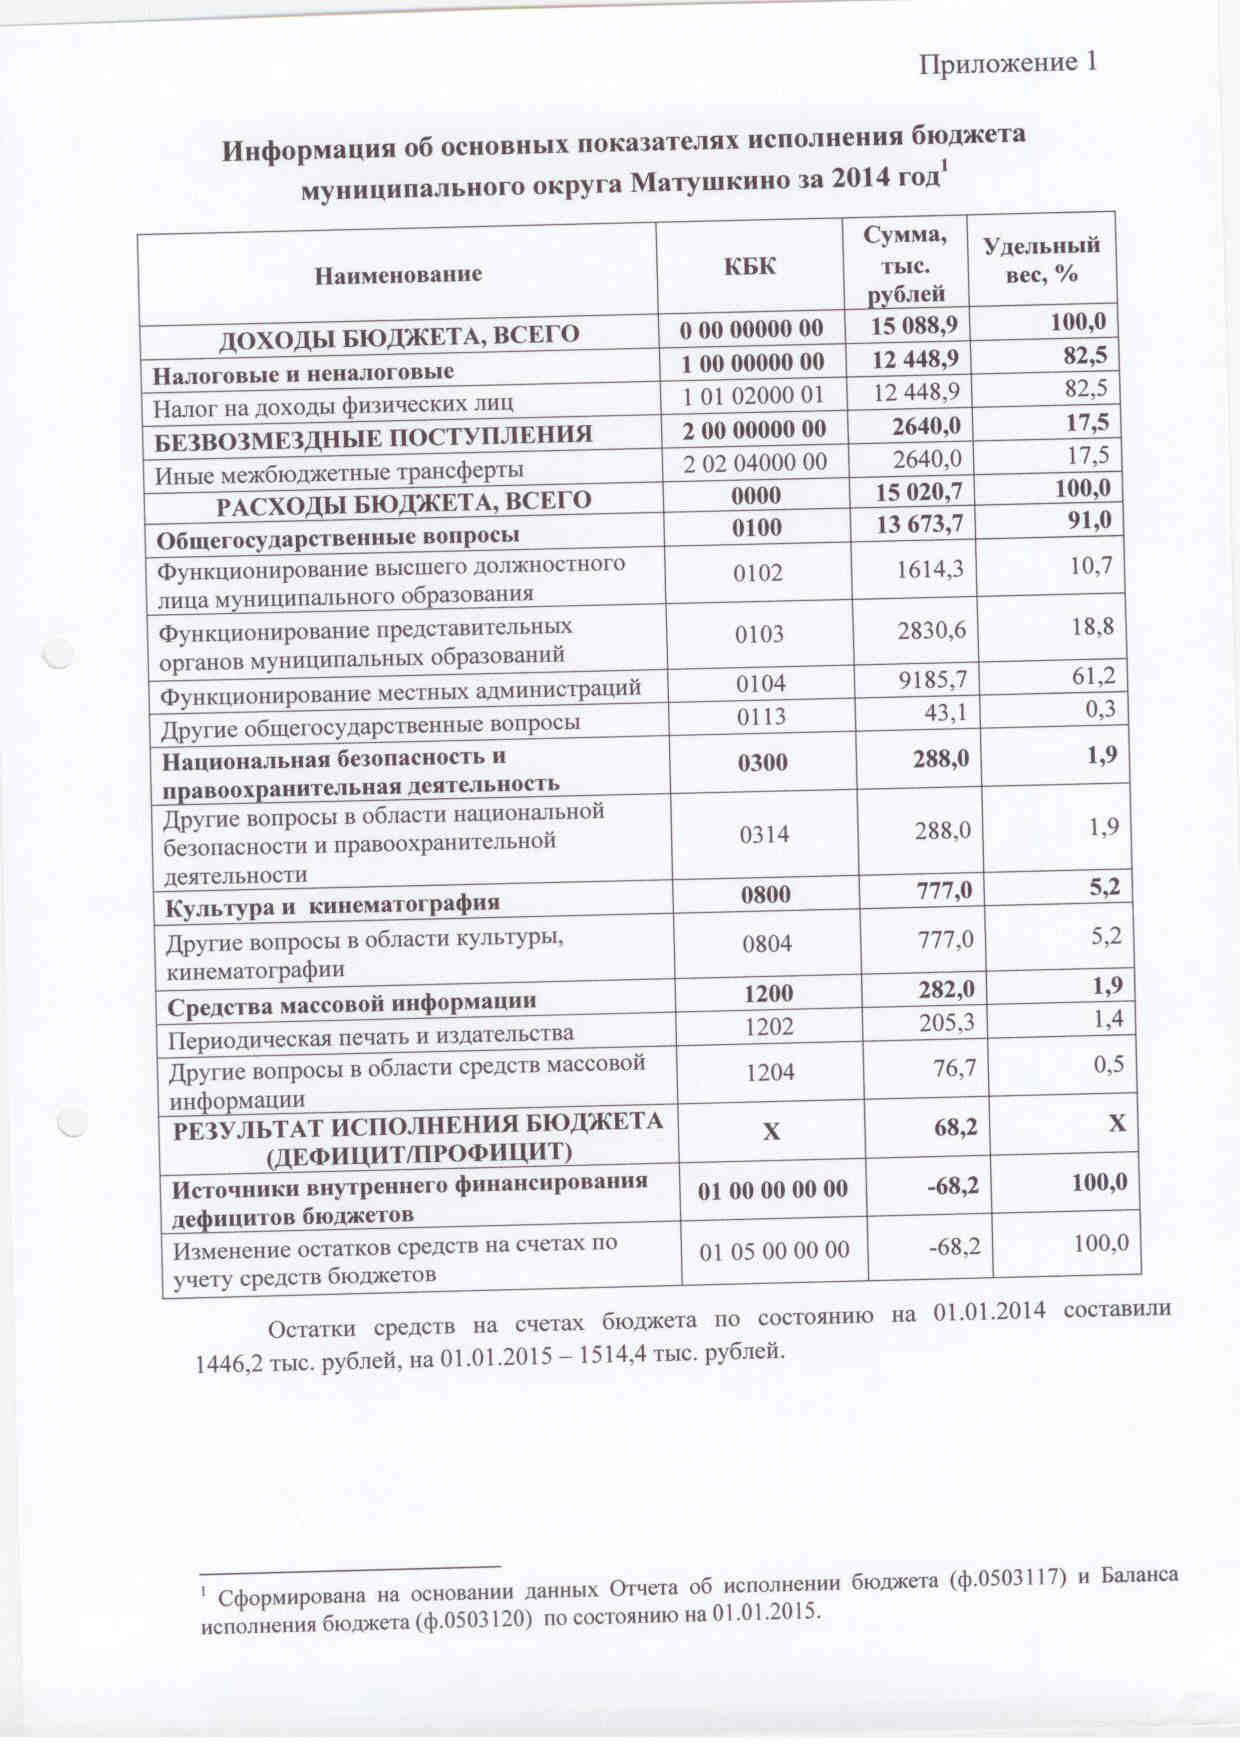 Приложение 1
Информация об основных показателях исполнения бюджета
муниципального округа Матушкино за 2014 год1
Наименование КБК Сумма, тыс. рублей Удельный вес, %
ДОХОДЫ БЮДЖЕТА, ВСЕГО 0 00 00000 00 15 088,9 100,0
Налоговые и неналоговые 1 00 00000 00 12 448,9 82,5
Налог на доходы физических лиц 1 01 02000 01 12 448,9 82,5
БЕЗВОЗМЕЗДНЫЕ ПОСТУПЛЕНИЯ 2 00 00000 00 2640,0 17,5
Иные межбюджетные трансферты 2 02 04000 00 2640,0 17,5
РАСХОДЫ БЮДЖЕТА, ВСЕГО 0000 15 020,7 100,0
Общегосударственные вопросы 0100 13 673,7 91,0
Функционирование высшего должностного
лица муниципального образования 0102 1614,3 10,7
Функционирование представительных
органов муниципальных образований 0103 2830,6 18,8
Функционирование местных администраций 0104 9185,7 61,2
Другие общегосударственные вопросы 0113 43,1 0,3
Национальная безопасность и
правоохранительная деятельность 0300 288,0 1,9
Другие вопросы в области национальной
безопасности и правоохранительной
деятельности 0314 288,0 1,9
Культура и кинематография 0800 777,0 5,2
Другие вопросы в области культуры,
кинематографии 0804 777,0 5,2
Средства массовой информации 1200 282,0 1,9
Периодическая печать и издательства 1202 205,3 1,4
Другие вопросы в области средств массовой
информации 1204 76,7 0,5
РЕЗУЛЬТАТ ИСПОЛНЕНИЯ БЮДЖЕТА
(ДЕФИЦИТ/ПРОФИЦИТ) X 68,2 X
Источники внутреннего финансирования
дефицитов бюджетов 01 00 00 00 00 -68,2 100,0
Изменение остатков средств на счетах по
учету средств бюджетов 01 05 00 00 00 -68,2 100,0
Остатки средств на счетах бюджета по состоянию на 01.01.2014 составили
1446,2 тыс. рублей, на 01.01.2015 – 1514,4 тыс. рублей.
1 Сформирована на основании данных Отчета об исполнении бюджета (ф.0503117) и Баланса
исполнения бюджета (ф.0503120) по состоянию на 01.01.2015.